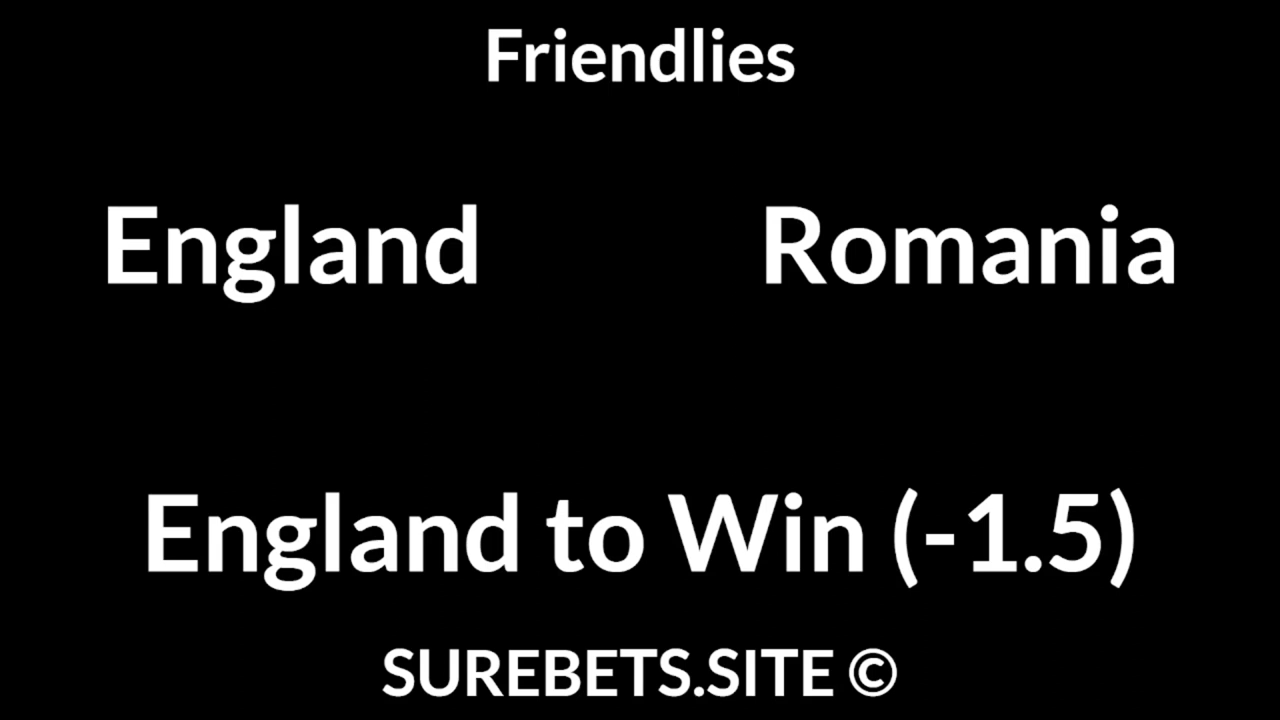 Friendlies
England Romania
England to Win (-1.5)
SUREBETS.SITE ©